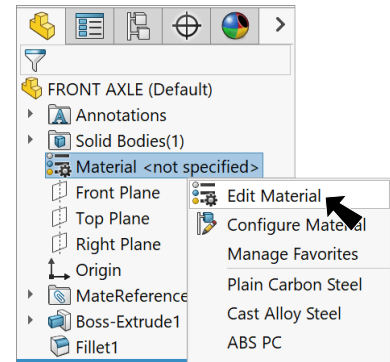 FRONT AXLE (Default)
Annotations
Solid Bodies(1)
Material <not specified>
Front Plane
Top Plane
Right Plane
Origin
MateReference
Boss-Extrude1
Fillet1
Edit Material
Configure Material
Manage Favorites
Plain Carbon Steel
Cast Alloy Steel
ABS PC